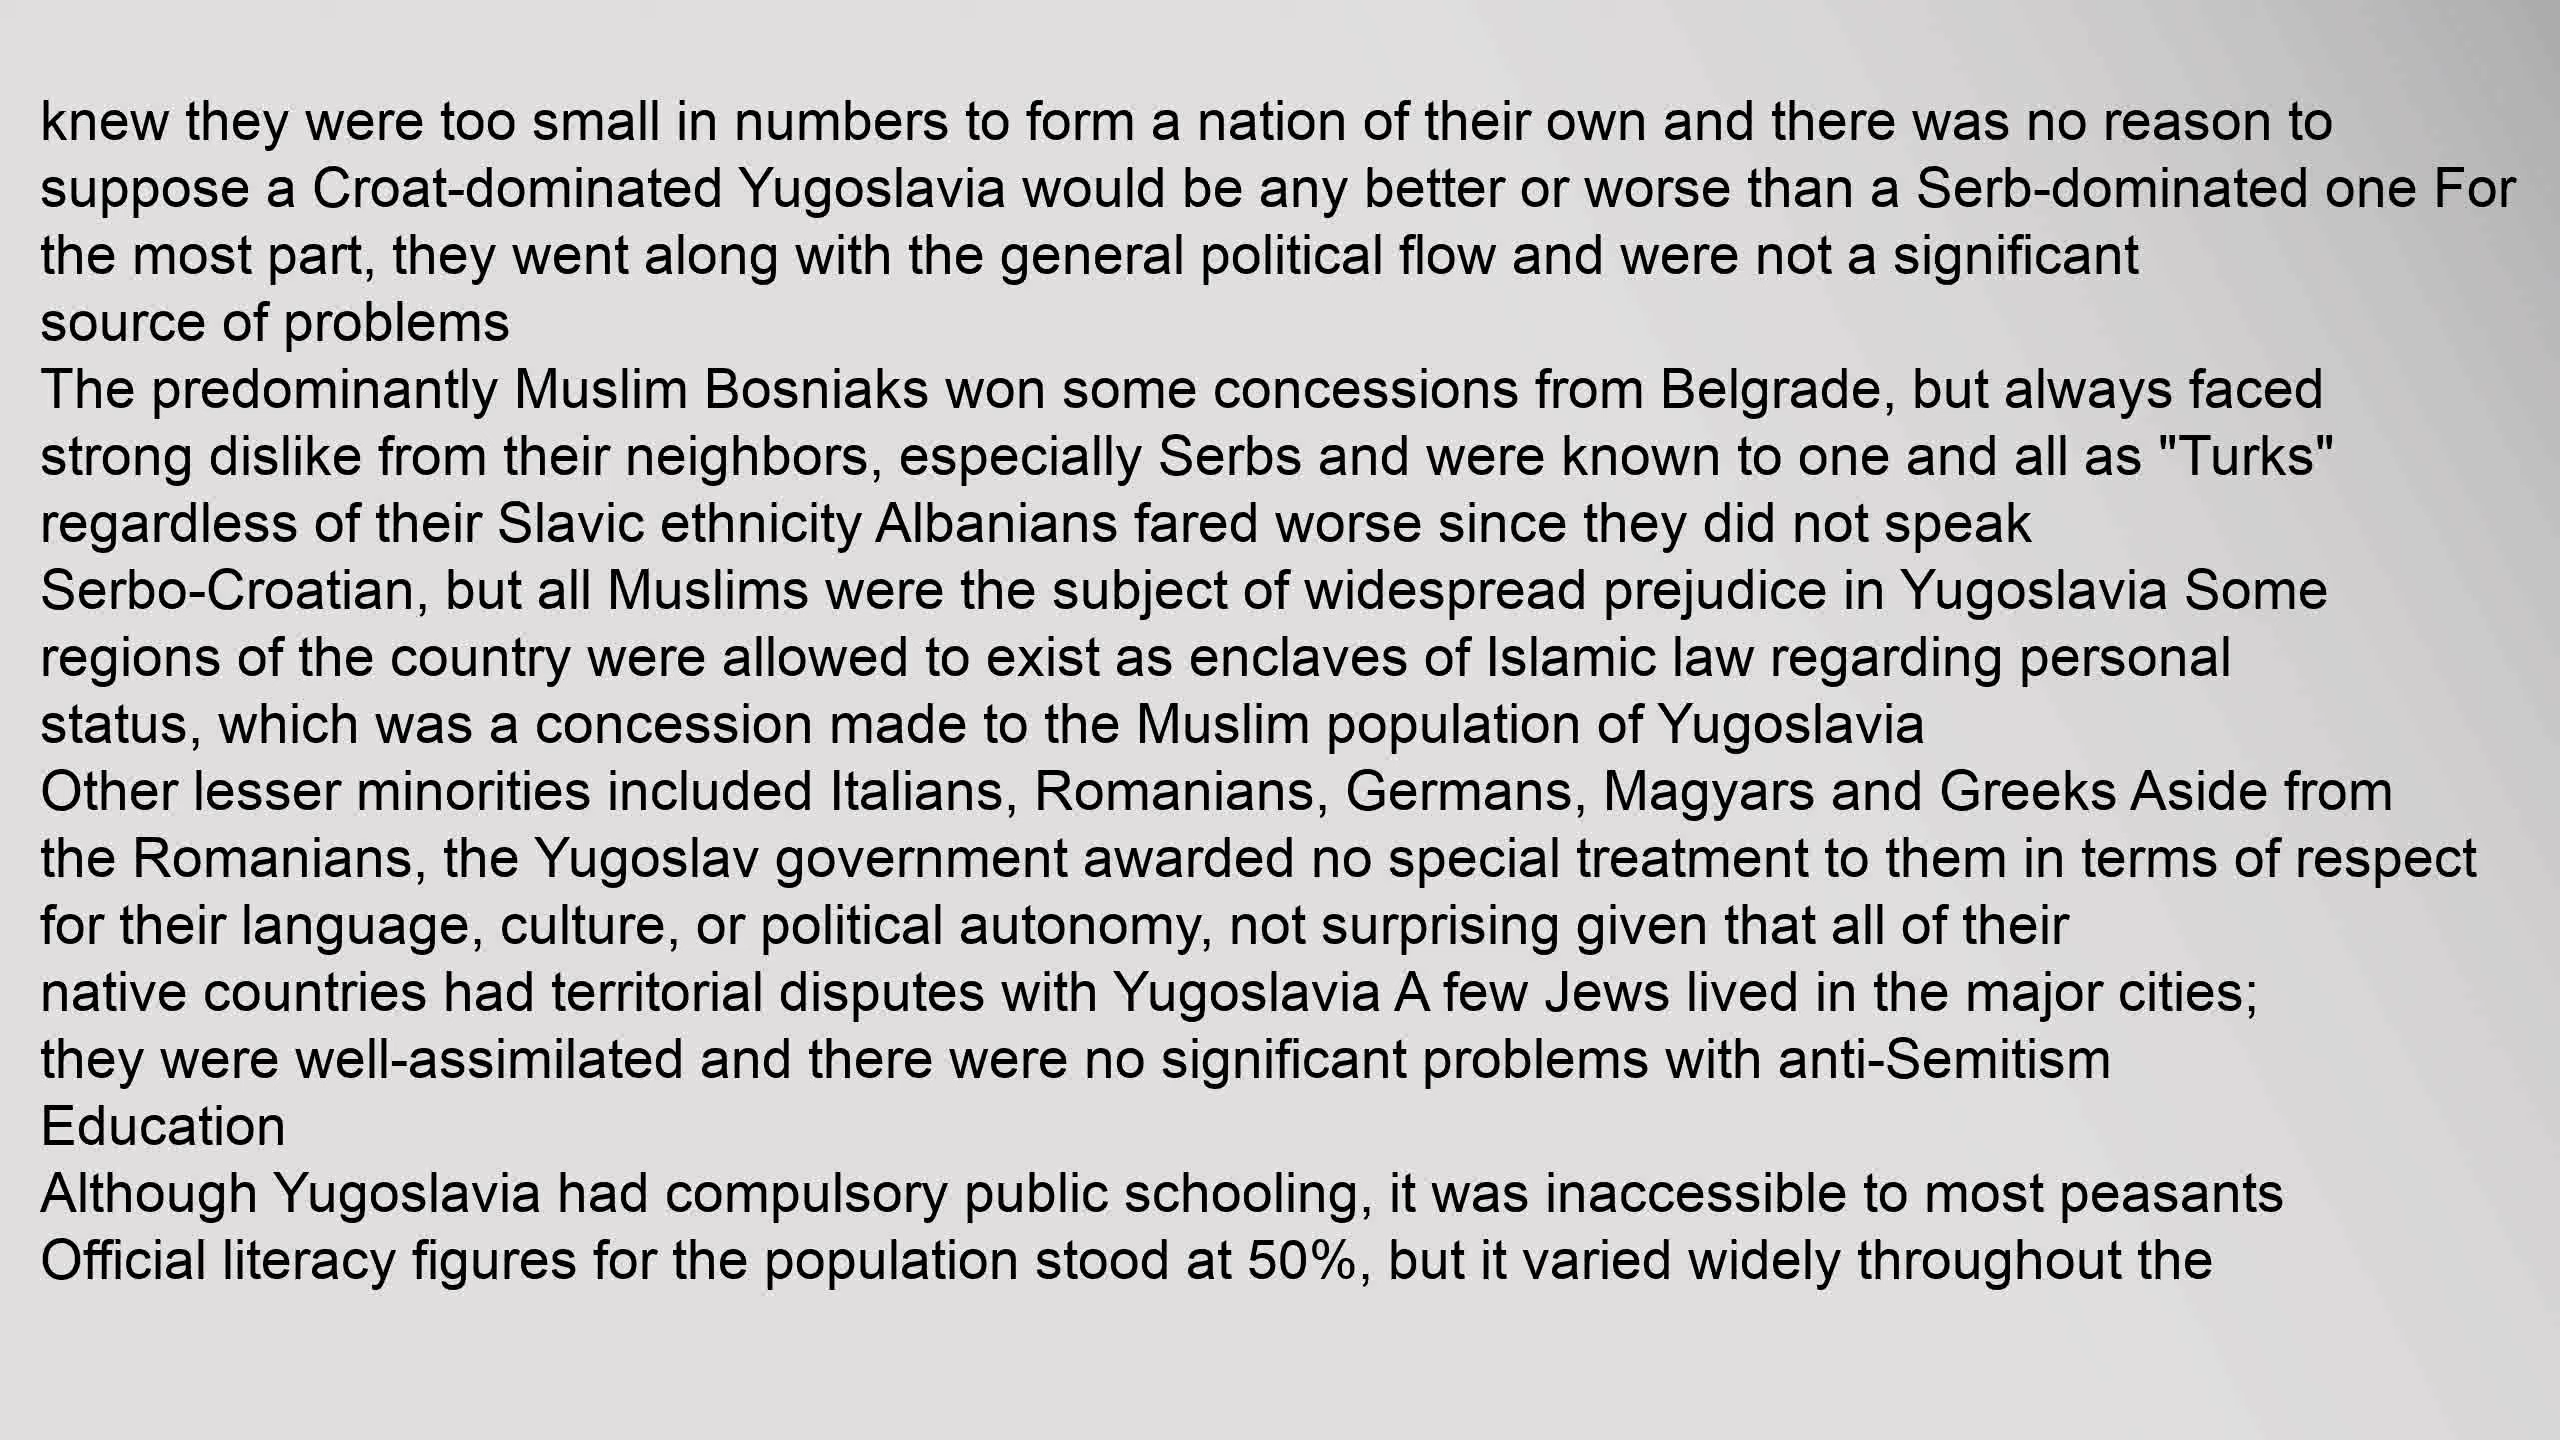 knew they were too small in numbers to form a nation of their own and there was no reason to
suppose a Croat-dominated Yugoslavia would be any better or worse than a Serb-dominated one For
the most part, they went along with the general political flow and were not a significant
source of problems
The predominantly Muslim Bosniaks won some concessions from Belgrade, but always faced
strong dislike from their neighbors, especially Serbs and were known to one and all as "Turks"
regardless of their Slavic ethnicity Albanians fared worse since they did not speak
Serbo-Croatian, but all Muslims were the subject of widespread prejudice in Yugoslavia Some
regions of the country were allowed to exist as enclaves of Islamic law regarding personal
status, which was a concession made to the Muslim population of Yugoslavia
Other lesser minorities included Italians, Romanians, Germans, Magyars and Greeks Aside from
the Romanians, the Yugoslav government awarded no special treatment to them in terms of respect
for their language, culture, or political autonomy, not surprising given that all of their
native countries had territorial disputes with Yugoslavia A few Jews lived in the major cities;
they were well-assimilated and there were no significant problems with anti-Semitism
Education
Although Yugoslavia had compulsory public schooling, it was inaccessible to most peasants
Official literacy figures for the population stood at 50%, but it varied widely throughout the